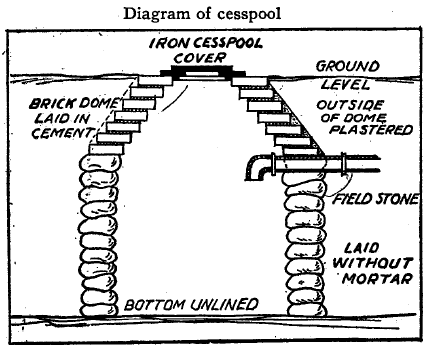 Diagram of cesspool
IRON CESSPOOL
COVER
GROUND
LEVEL
BRICK DOME
LAID IN
CEMENT
OUTSIDE
OF DOME
PLASTERED
FIELD STONE
LAID
WITHOUT
MORTAR
BOTTOM UNLINED